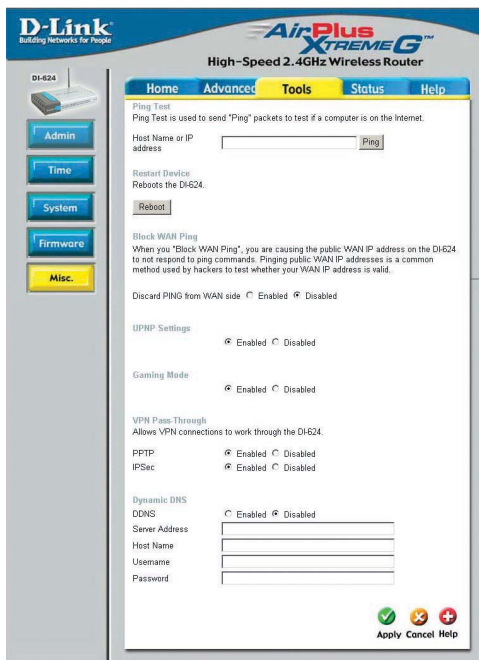 D-Link
Building Networks for People
AirPlus
XTREME G™
High-Speed 2.4GHz Wireless Router
DI-624
Home Advanced Tools Status Help
Admin
Time
System
Firmware
Misc.
Ping Test
Ping Test is used to send "Ping" packets to test if a computer is on the Internet.
Host Name or IP
address
Ping
Restart Device
Reboots the DI-624.
Reboot
Block WAN Ping
When you "Block WAN Ping", you are causing the public WAN IP address on the DI-624
to not respond to ping commands. Pinging public WAN IP addresses is a common
method used by hackers to test whether your WAN IP address is valid.
Discard PING from WAN side Enabled Disabled
UPNP Settings
Enabled Disabled
Gaming Mode
Enabled Disabled
VPN Pass-Through
Allows VPN connections to work through the DI-624.
PPTP Enabled Disabled
IPSec Enabled Disabled
Dynamic DNS
DDNS Enabled Disabled
Server Address
Host Name
Username
Password
Apply Cancel Help